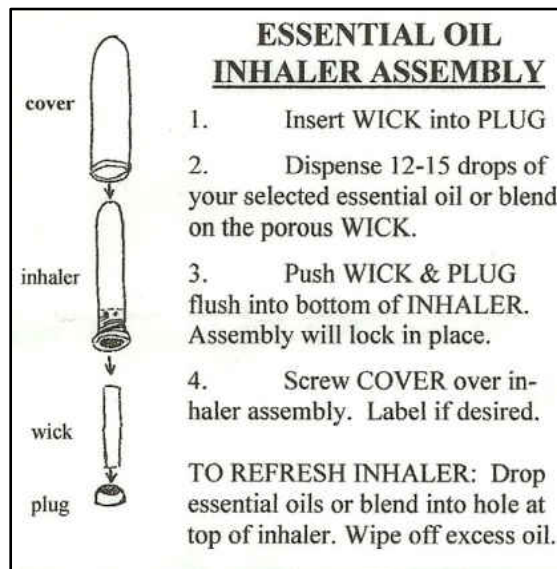 ESSENTIAL OIL
INHALER ASSEMBLY
cover
1. Insert WICK into PLUG
2. Dispense 12-15 drops of
your selected essential oil or blend
on the porous WICK.
inhaler
3. Push WICK & PLUG
flush into bottom of INHALER.
Assembly will lock in place.
4. Screw COVER over in-
haler assembly. Label if desired.
wick
plug
TO REFRESH INHALER: Drop
essential oils or blend into hole at
top of inhaler. Wipe off excess oil.